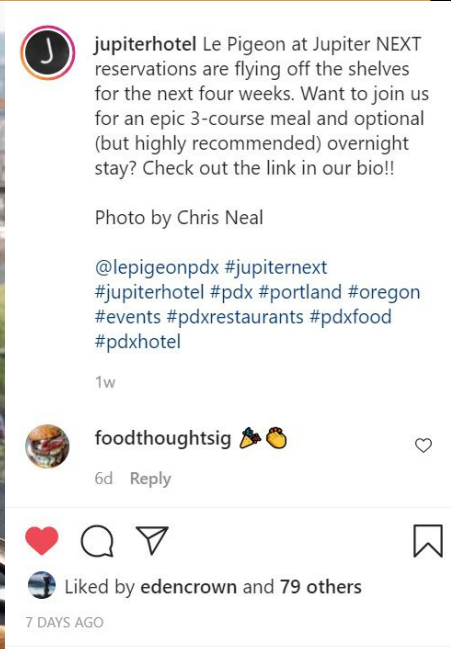 J
jupiterhotel Le Pigeon at Jupiter NEXT
reservations are flying off the shelves
for the next four weeks. Want to join us
for an epic 3-course meal and optional
(but highly recommended) overnight
stay? Check out the link in our bio!!
Photo by Chris Neal
@lepigeonpdx #jupiternext
#jupiterhotel #pdx #portland #oregon
#events #pdxrestaurants #pdxfood
#pdxhotel
1w
foodthoughtsig 🎉👏
6d Reply
Liked by edencrown and 79 others
7 DAYS AGO